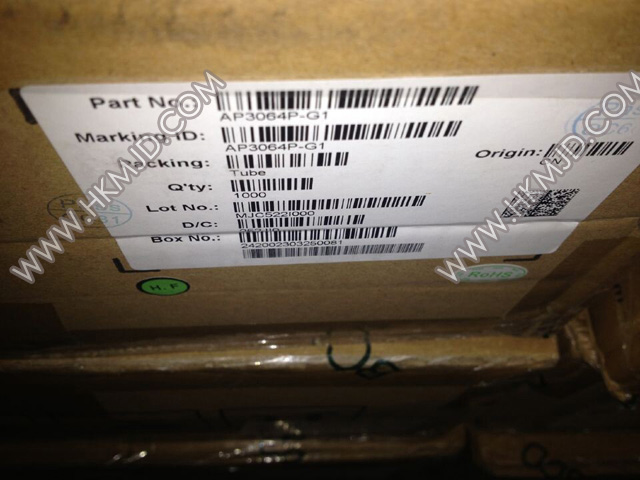 Part No.:
AP3064P-G1
Marking ID:
AP3064P-G1
Packing:
Tube
Origin:
Q'ty:
1000
Lot No.:
MJC522I000
D/C:
Box No.:
242002303250081
H.F
RoHS
WWW.HKMJD.COM
WWW.HKMJD.COM